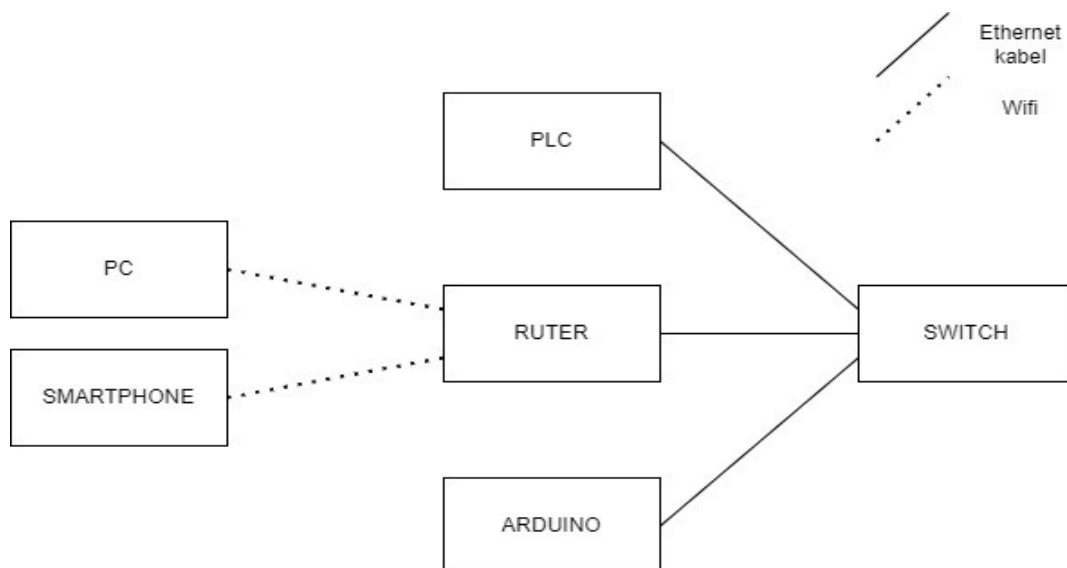 Ethernet
kabel
Wifi
PLC
PC
RUTER
SWITCH
SMARTPHONE
ARDUINO